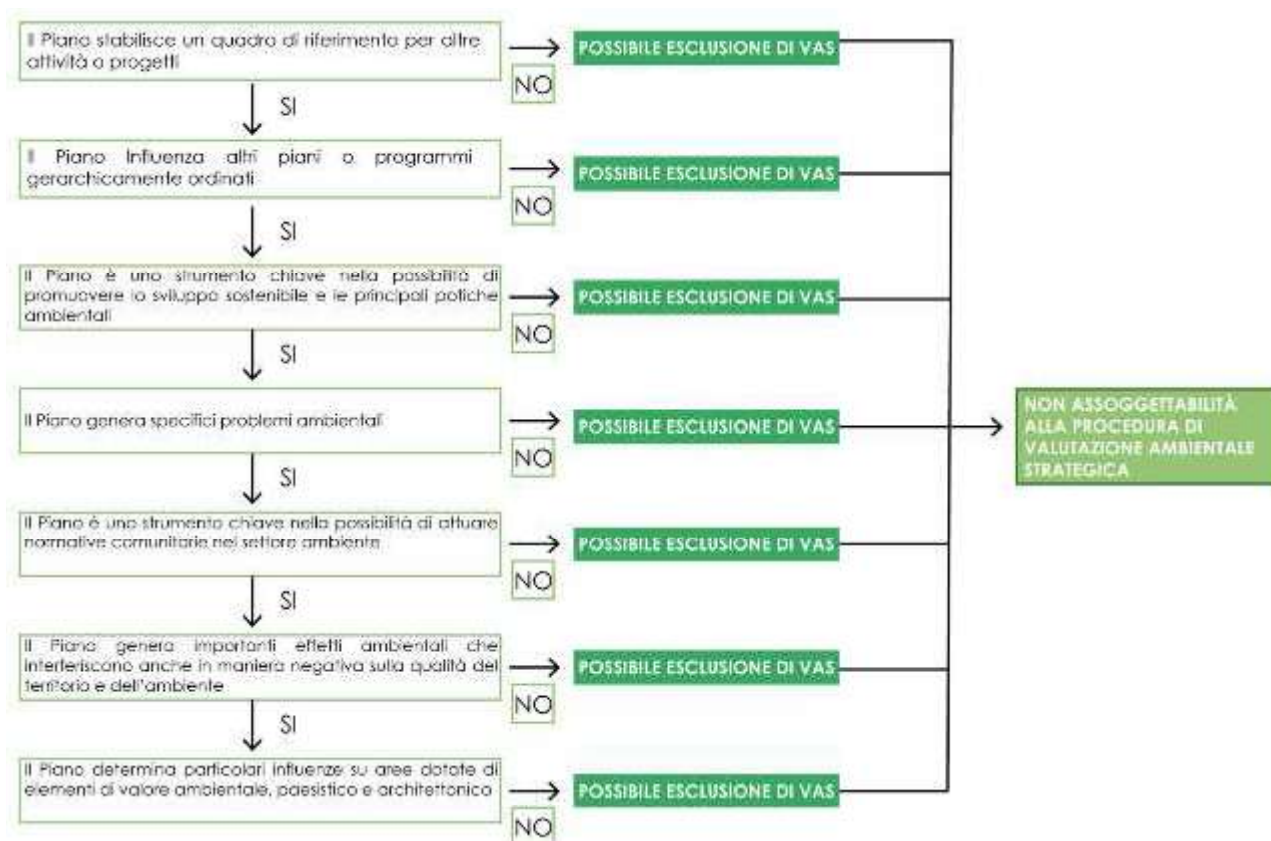 Il Piano stabilisce un quadro di riferimento per altre
attività o progetti
POSSIBILE ESCLUSIONE DI VAS
NO
SI
Il Piano Influenza altri piani o programmi
gerarchicamente ordinati
POSSIBILE ESCLUSIONE DI VAS
NO
SI
Il Piano è uno strumento chiave nella possibilità di
promuovere lo sviluppo sostenibile e le principali politiche
ambientali
POSSIBILE ESCLUSIONE DI VAS
NO
SI
Il Piano genera specifici problemi ambientali
POSSIBILE ESCLUSIONE DI VAS
NO
SI
Il Piano è uno strumento chiave nella possibilità di attuare
normative comunitarie nel settore ambiente
POSSIBILE ESCLUSIONE DI VAS
NO
SI
Il Piano genera importanti effetti ambientali che
interferiscono anche in maniera negativa sulla qualità del
territorio e dell'ambiente
POSSIBILE ESCLUSIONE DI VAS
NO
SI
Il Piano determina particolari influenze su aree dotate di
elementi di valore ambientale, paesistico e architettonico
POSSIBILE ESCLUSIONE DI VAS
NO
NON ASSOGGETTABILITÀ
ALLA PROCEDURA DI
VALUTAZIONE AMBIENTALE
STRATEGICA